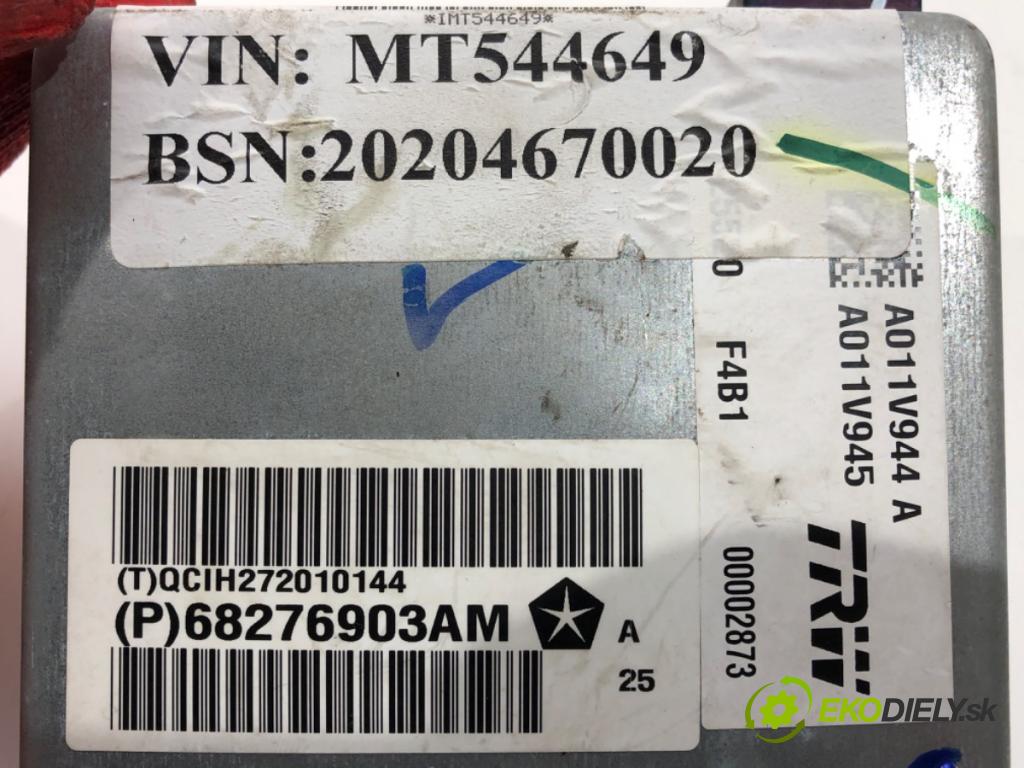 *IMT544649*
VIN: MT544649
BSN:20204670020
A011V944 A
A011V945
F4B1
00002873
TRW
(T)QCIH272010144
(P)68276903AM
A
25
EKODIELY.sk